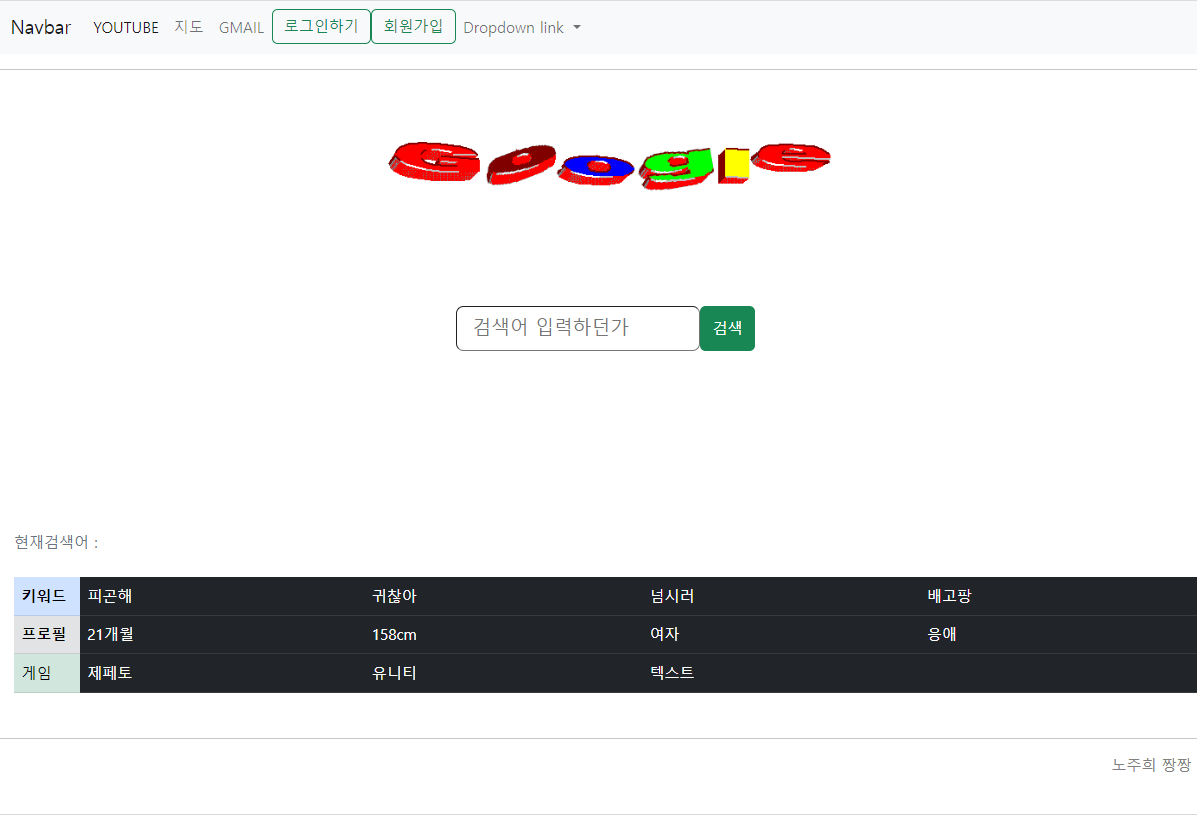 Navbar YOUTUBE 지도 GMAIL 로그인하기 회원가입 Dropdown link
Google
검색어 입력하던가 검색
현재검색어 :
키워드 피곤해 귀찮아 넘시러 배고팡
프로필 21개월 158cm 여자 응애
게임 제페토 유니티 텍스트
노주희 짱짱